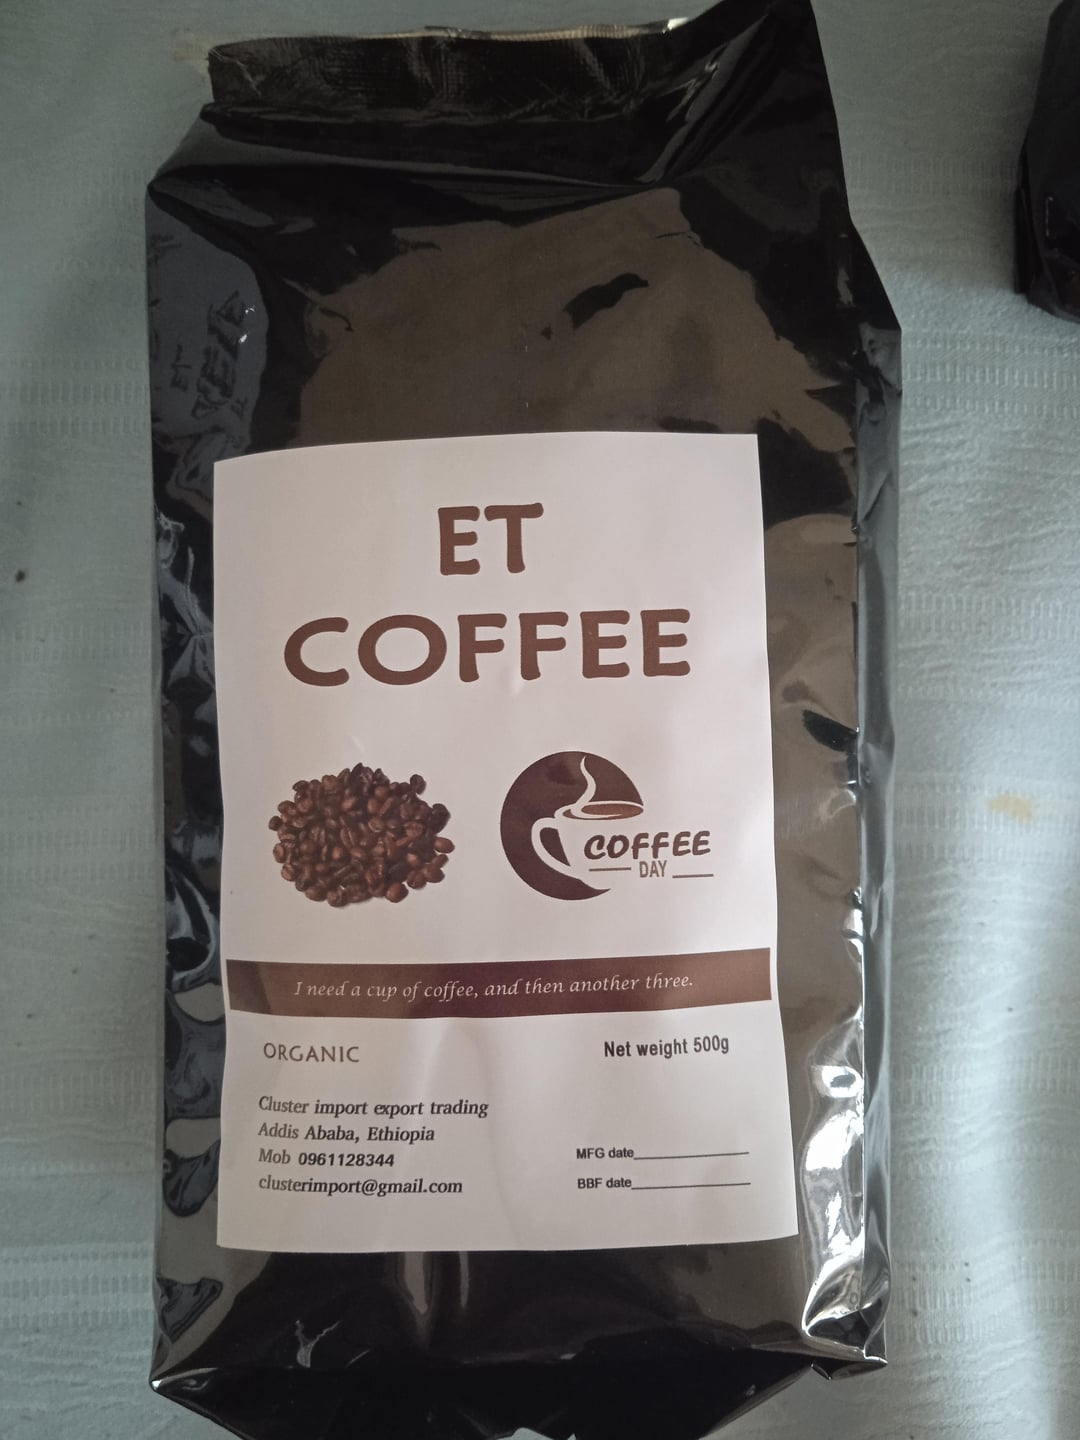 ET
COFFEE
COFFEE
DAY
I need a cup of coffee, and then another three.
ORGANIC
Net weight 500g
Cluster import export trading
Addis Ababa, Ethiopia
Mob 0961128344
clusterimport@gmail.com
MFG date
BBF date